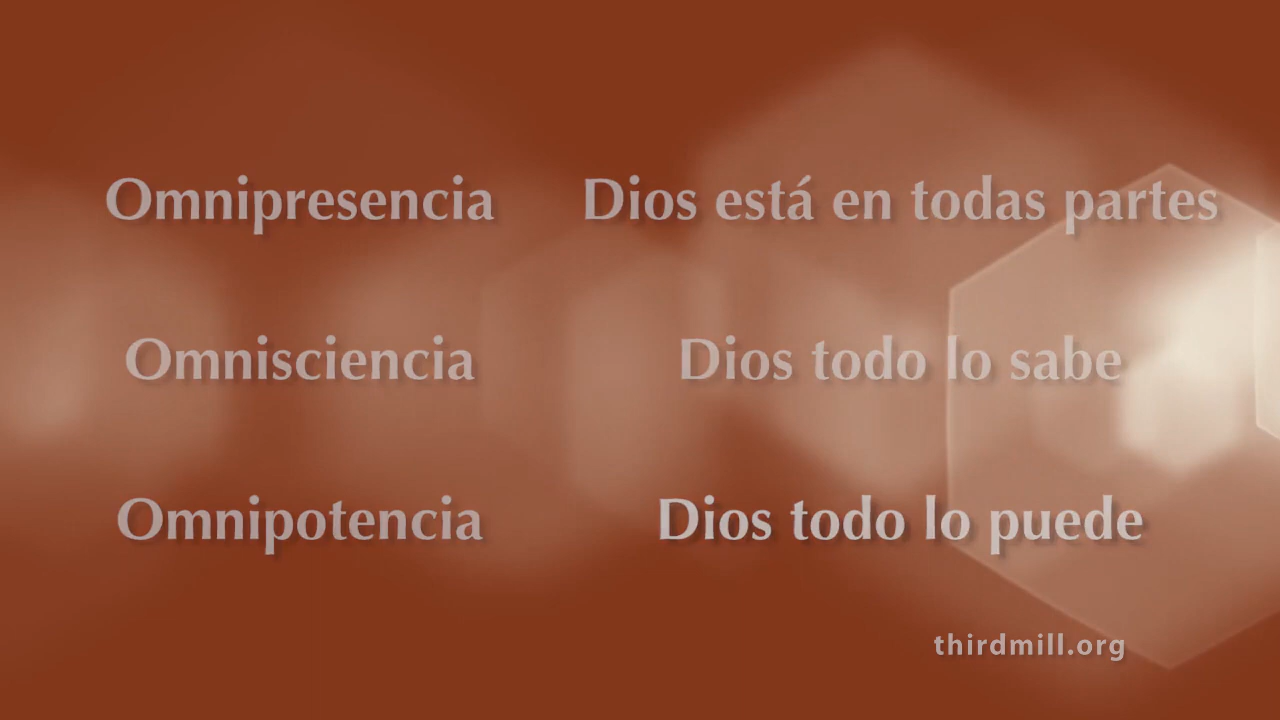 Omnipresencia Dios está en todas partes
Omnisciencia Dios todo lo sabe
Omnipotencia Dios todo lo puede
thirdmill.org